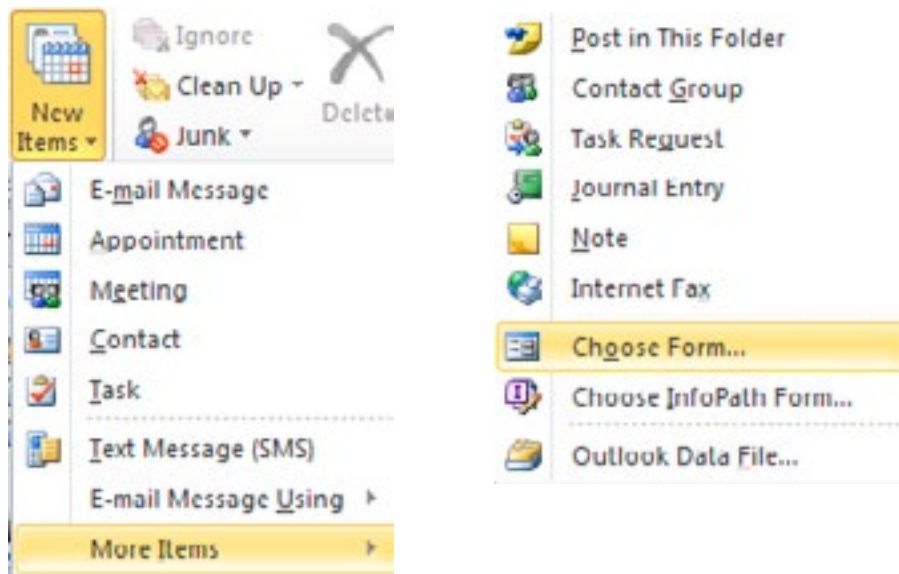 New
Items
Ignore
Clean Up
Junk
Delete
E-mail Message
Appointment
Meeting
Contact
Task
Text Message (SMS)
E-mail Message Using
More Items
Post in This Folder
Contact Group
Task Request
Journal Entry
Note
Internet Fax
Choose Form...
Choose InfoPath Form...
Outlook Data File...